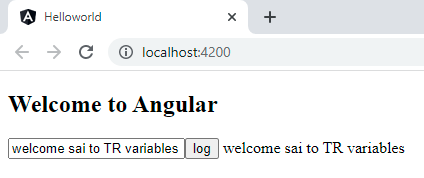 Helloworld
localhost:4200
Welcome to Angular
welcome sai to TR variables log welcome sai to TR variables